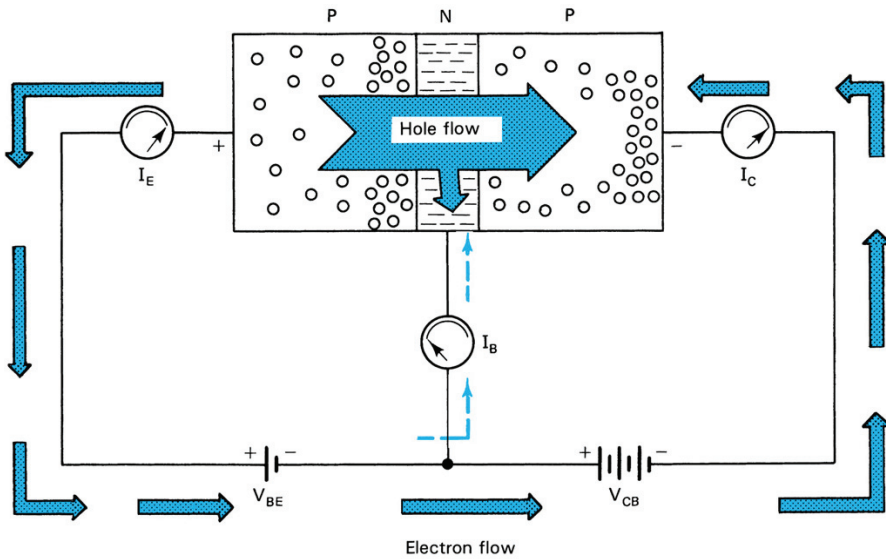 P N P
Hole flow
+ −
I_E I_C
I_B
+ − + −
V_BE V_CB
Electron flow